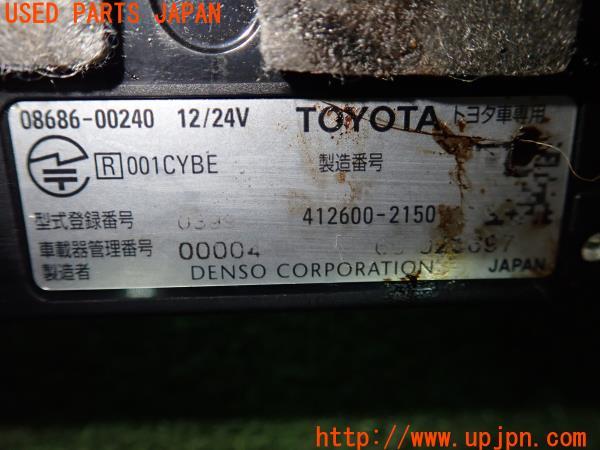 USED PARTS JAPAN
08686-00240 12/24V TOYOTA トヨタ車専用
R 001CYBE 製造番号
型式登録番号 412600-2150
車載器管理番号 00004
製造者 DENSO CORPORATION JAPAN
http://www.upjpn.com/